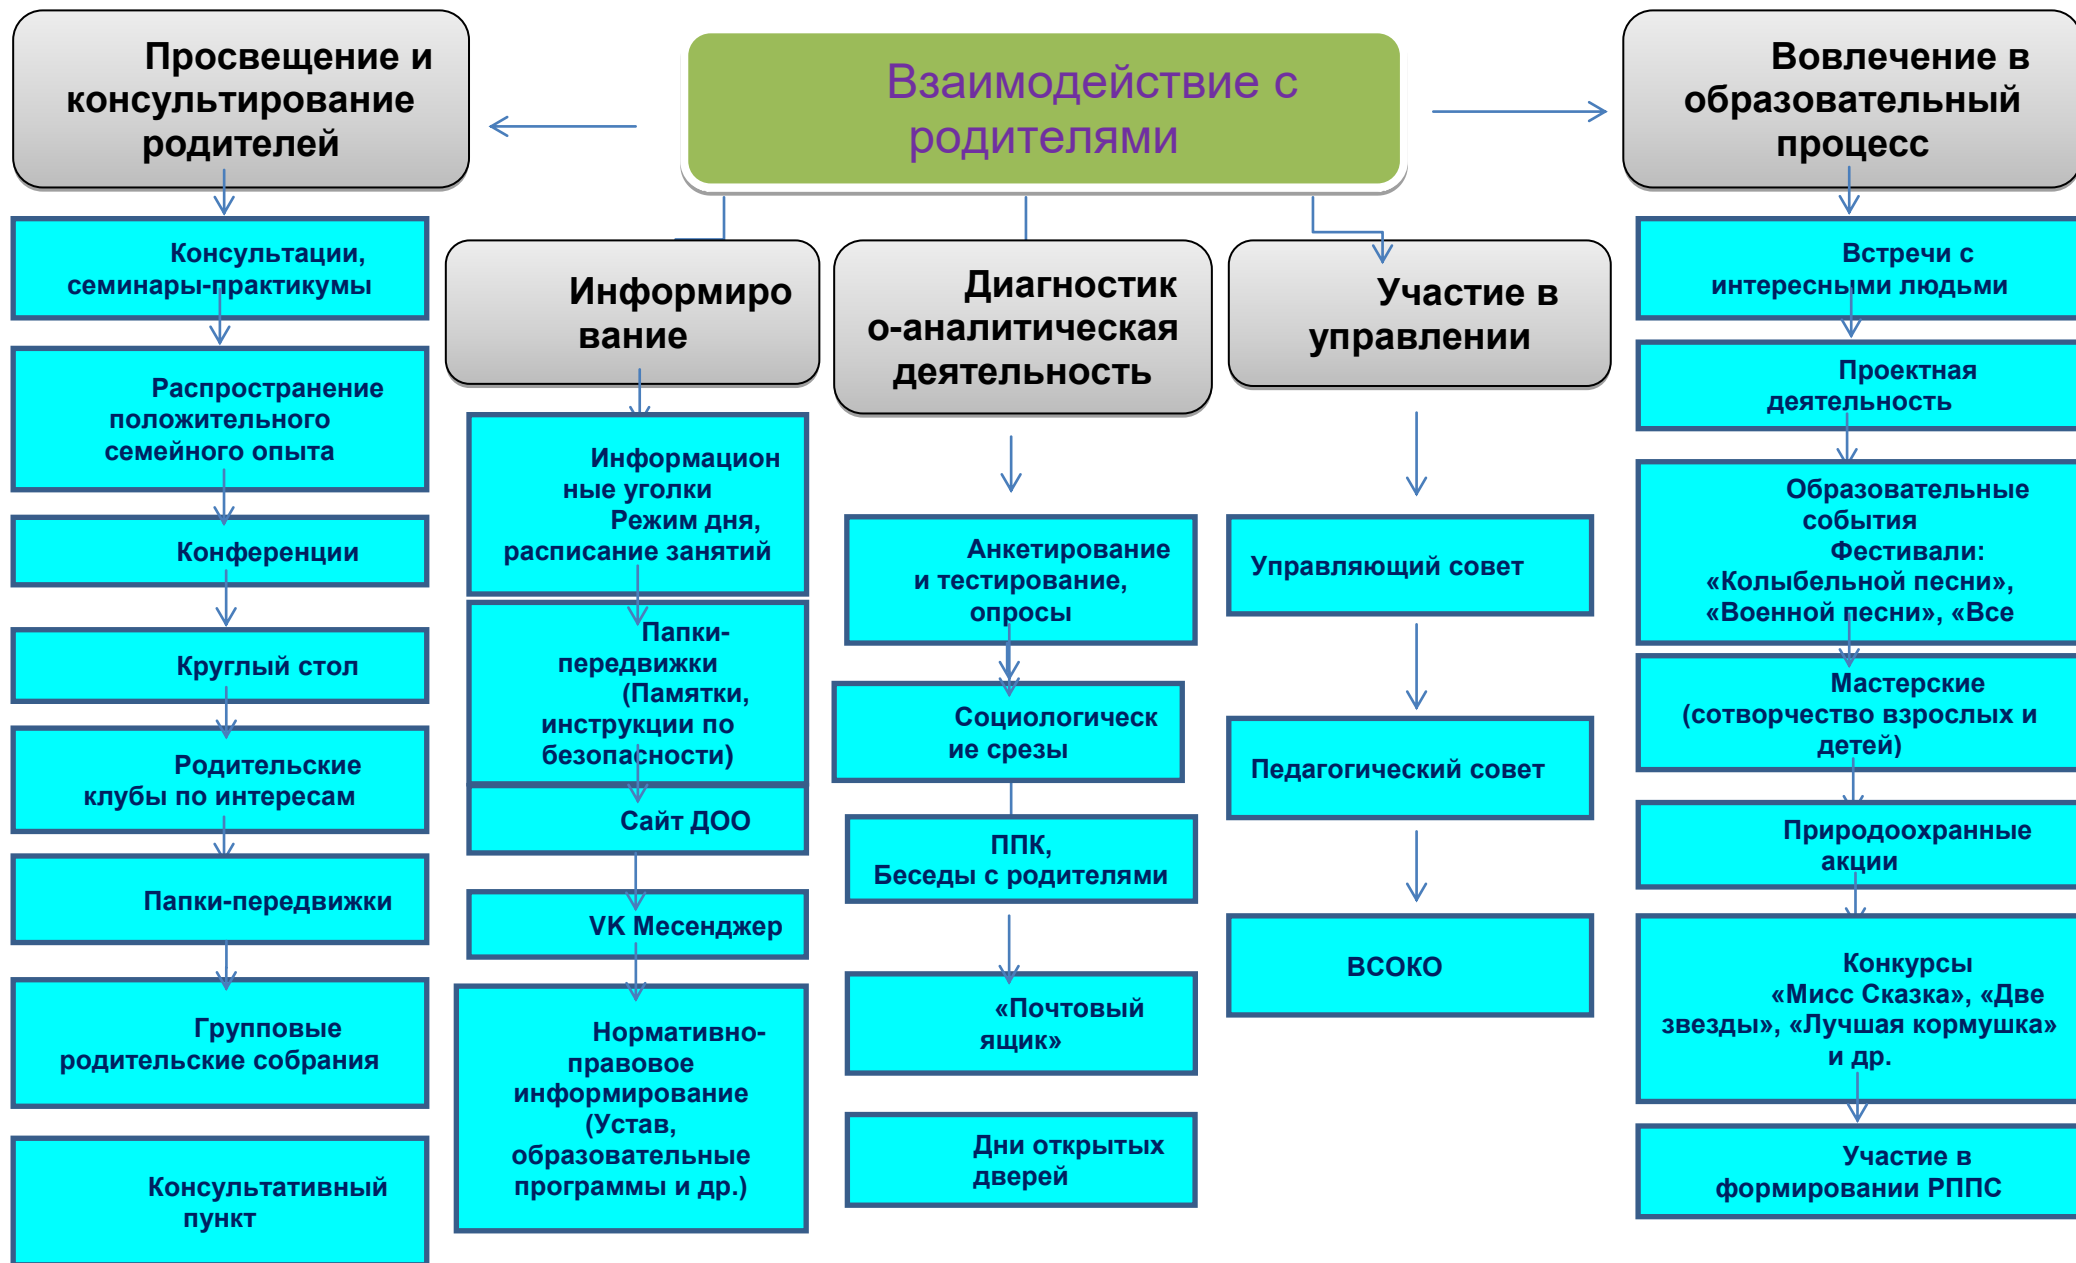 Просвещение и
консультирование
родителей
Консультации,
семинары-практикумы
Распространение
положительного
семейного опыта
Конференции
Круглый стол
Родительские
клубы по интересам
Папки-передвижки
Групповые
родительские собрания
Консультативный
пункт
Взаимодействие с
родителями
Информиро
вание
Информацион
ные уголки
Режим дня,
расписание занятий
Папки-
передвижки
(Памятки,
инструкции по
безопасности)
Сайт ДОО
VK Месенджер
Нормативно-
правовое
информирование
(Устав,
образовательные
программы и др.)
Диагностик
о-аналитическая
деятельность
Анкетирование
и тестирование,
опросы
Социологическ
ие срезы
ППК,
Беседы с родителями
«Почтовый
ящик»
Дни открытых
дверей
Участие в
управлении
Управляющий совет
Педагогический совет
ВСОКО
Вовлечение в
образовательный
процесс
Встречи с
интересными людьми
Проектная
деятельность
Образовательные
события
Фестивали:
«Колыбельной песни»,
«Военной песни», «Все
Мастерские
(сотворчество взрослых и
детей)
Природоохранные
акции
Конкурсы
«Мисс Сказка», «Две
звезды», «Лучшая кормушка»
и др.
Участие в
формировании РППС